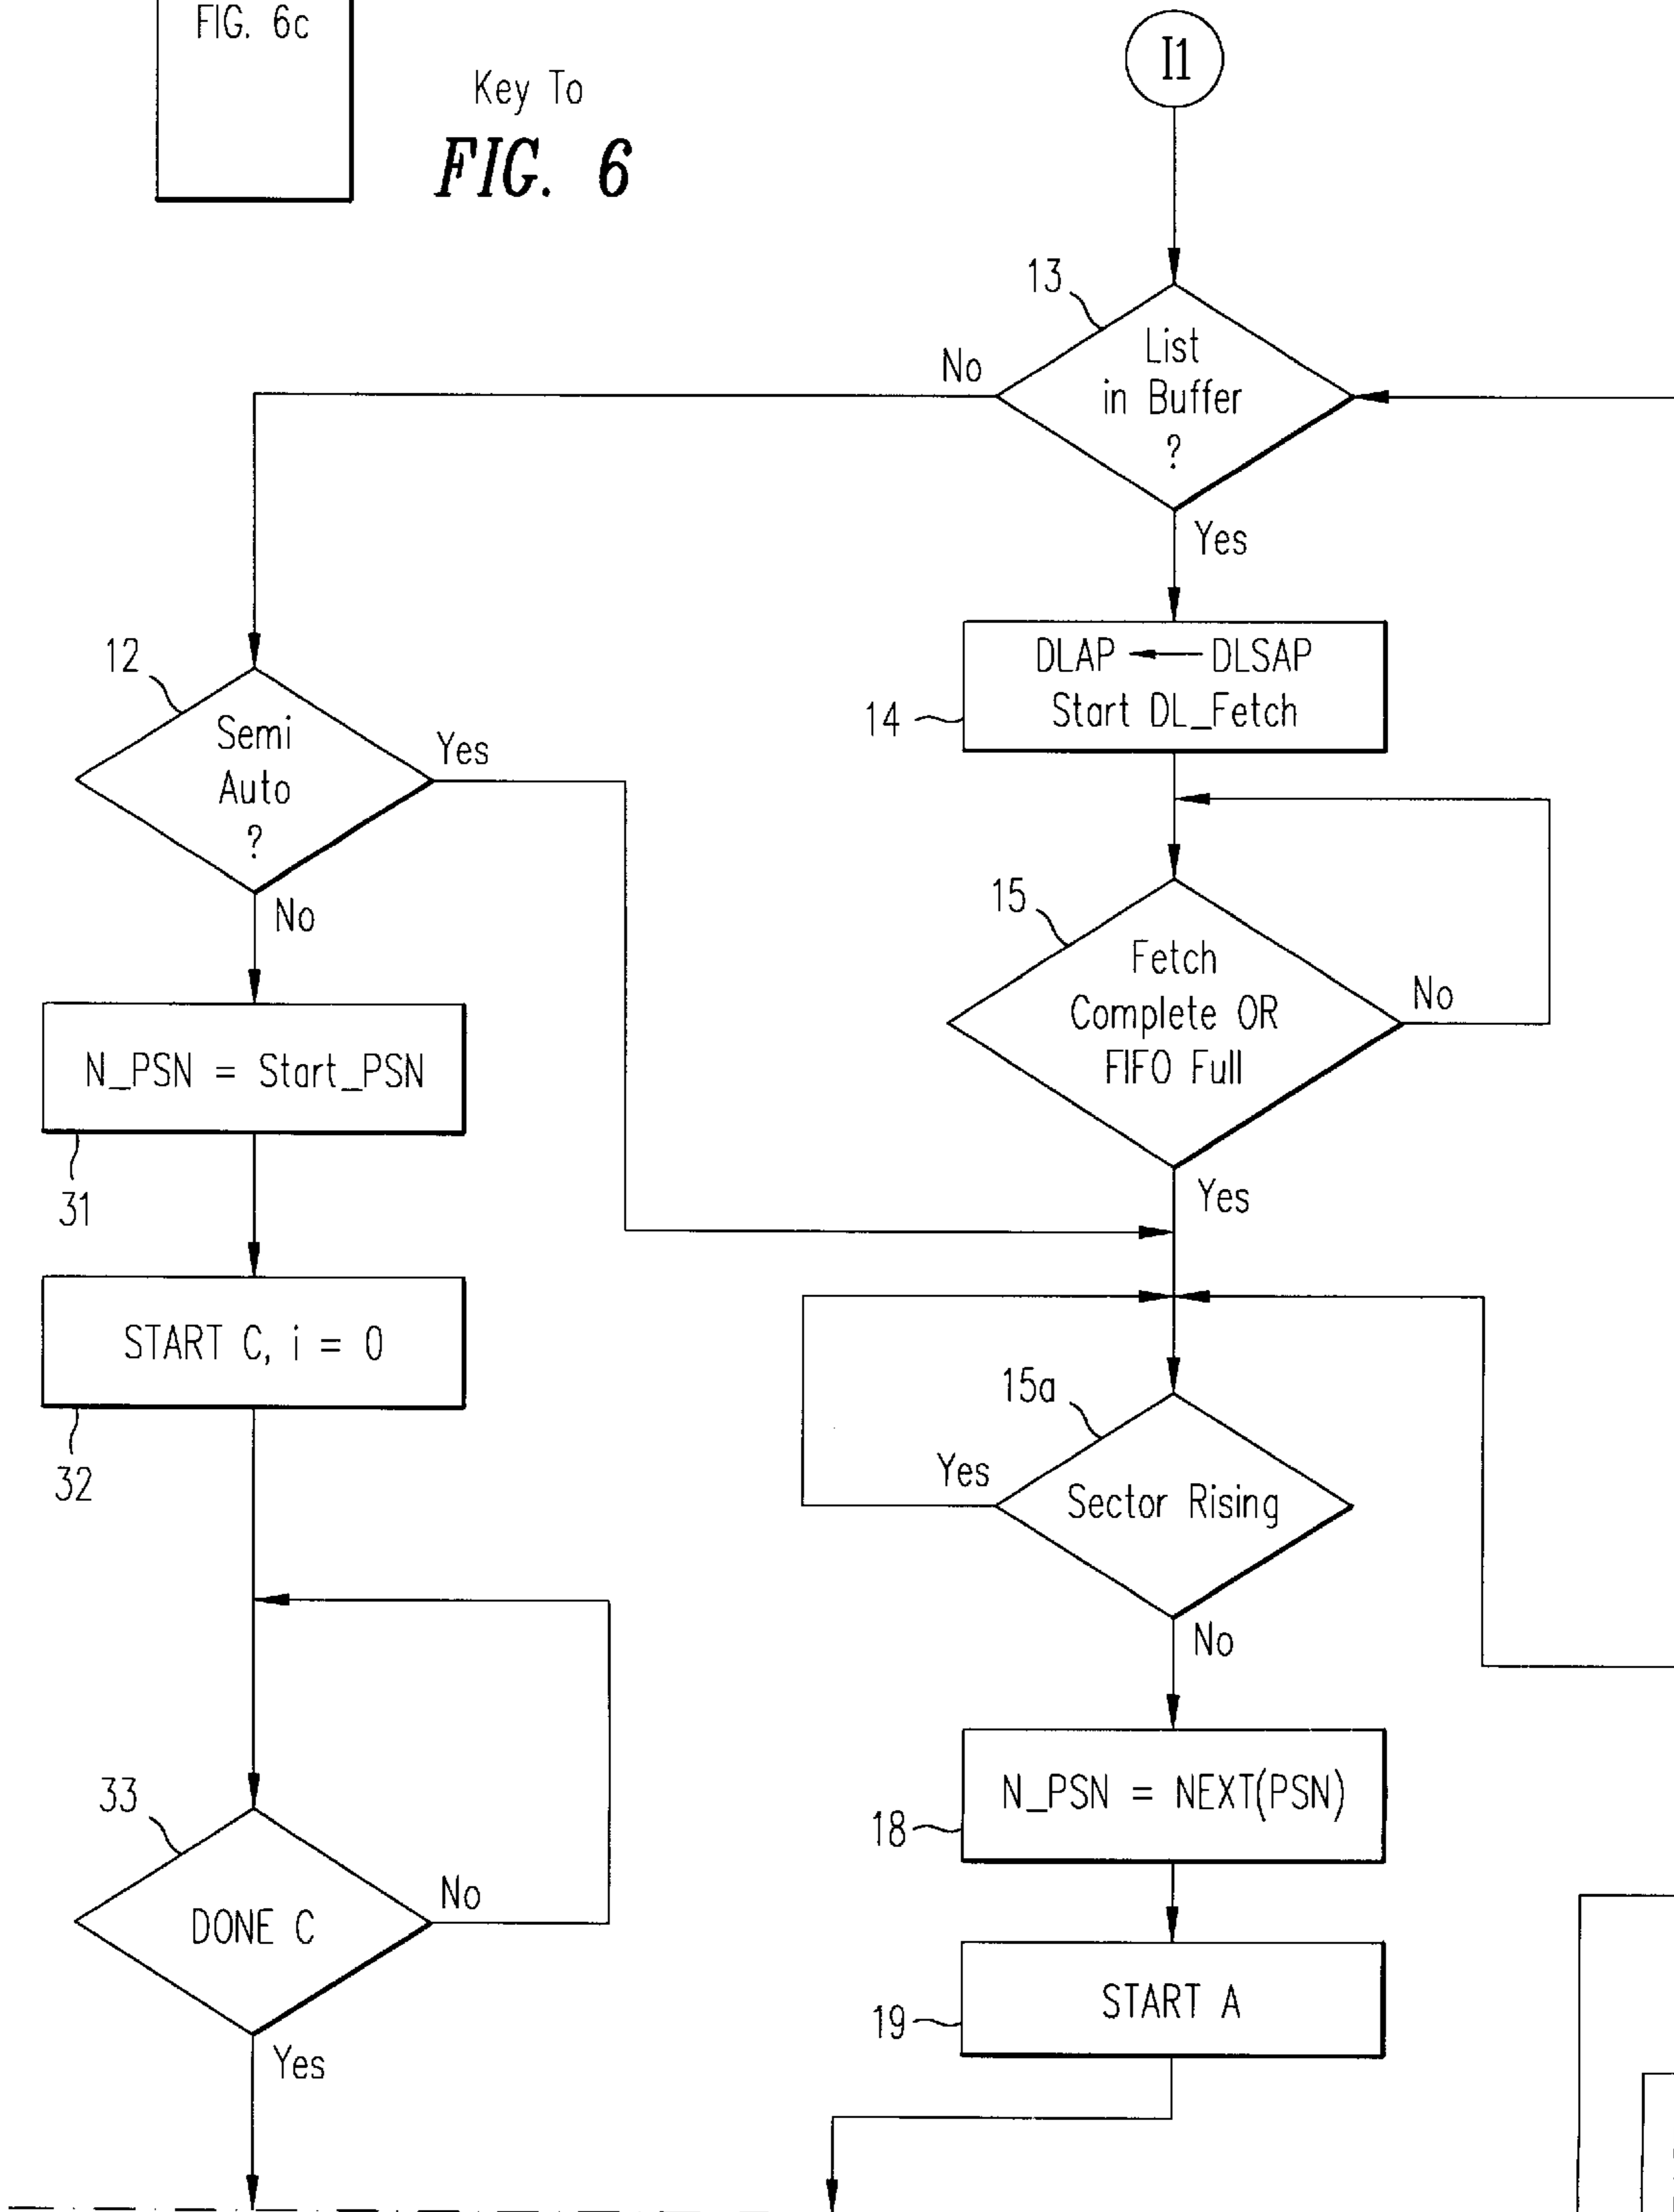 FIG. 6c
Key To
FIG. 6
I1
13
List
in Buffer
?
No
Yes
DLAP ← DLSAP
Start DL_Fetch
14
12
Semi
Auto
?
Yes
No
15
Fetch
Complete OR
FIFO Full
No
Yes
N_PSN = Start_PSN
31
START C, i = 0
32
15a
Sector Rising
Yes
No
N_PSN = NEXT(PSN)
18
33
DONE C
No
Yes
START A
19